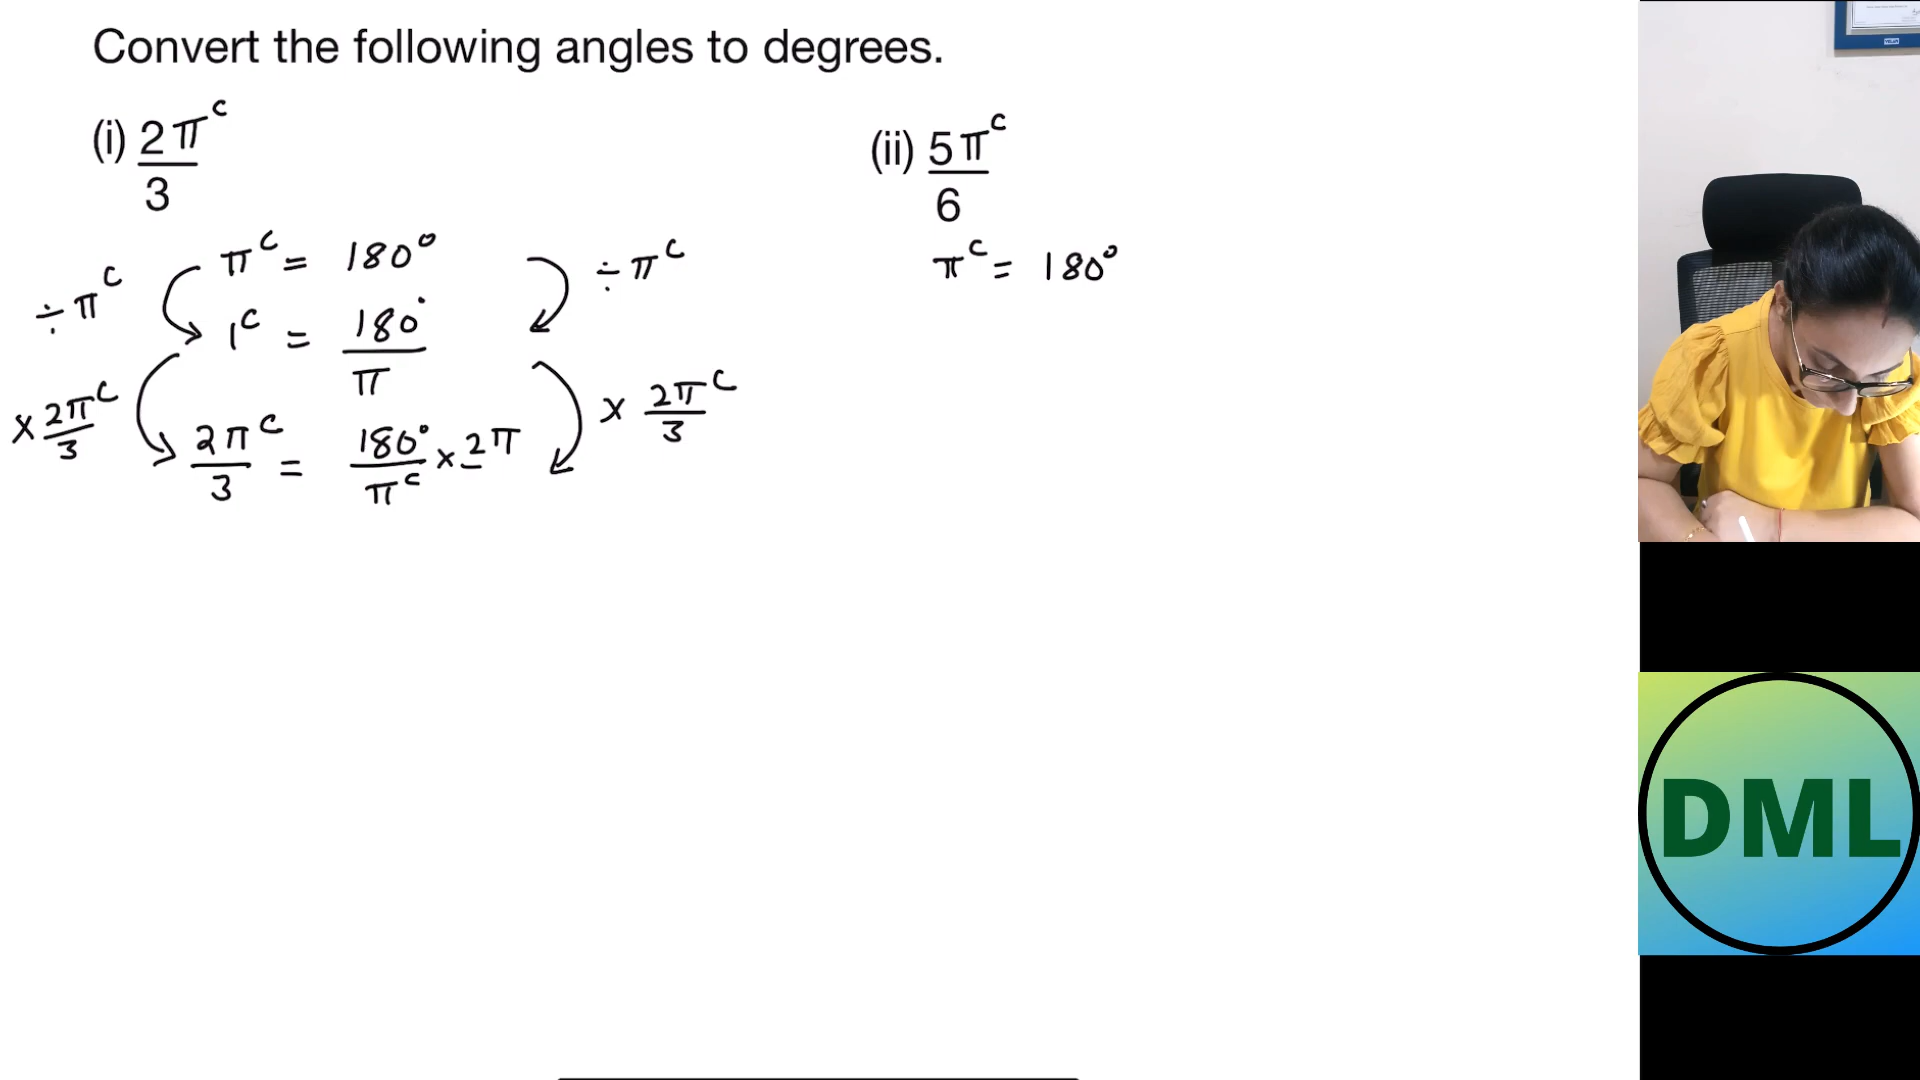 Convert the following angles to degrees.
(i) 2π^c
3
÷π^c
π^c = 180°
÷π^c
1^c = 180°
π
×2π^c
3
2π^c
3
= 180° × 2π
π^c
× 2π^c
3
(ii) 5π^c
6
π^c = 180°
DML